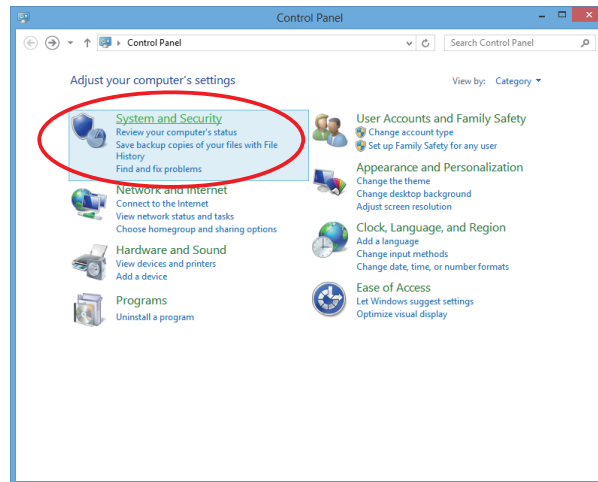 Control Panel
Control Panel
Search Control Panel
Adjust your computer's settings
View by: Category
System and Security
Review your computer's status
Save backup copies of your files with File
History
Find and fix problems
Network and Internet
Connect to the Internet
View network status and tasks
Choose homegroup and sharing options
Hardware and Sound
View devices and printers
Add a device
Programs
Uninstall a program
User Accounts and Family Safety
Change account type
Set up Family Safety for any user
Appearance and Personalization
Change the theme
Change desktop background
Adjust screen resolution
Clock, Language, and Region
Add a language
Change input methods
Change date, time, or number formats
Ease of Access
Let Windows suggest settings
Optimize visual display